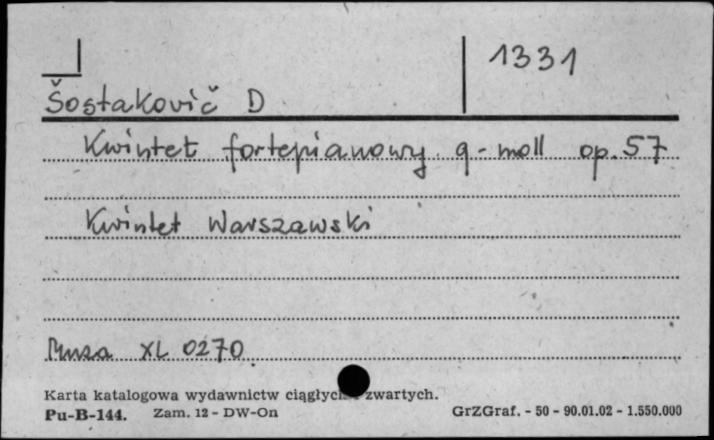 1331
Šostakovič D
Kwintet fortepianowy g-moll op. 57
Kwintet Warszawski
Muza XL 0270
Karta katalogowa wydawnictw ciągłych zwartych.
Pu-B-144. Zam. 12 - DW-On GrZGraf. - 50 - 90.01.02 - 1.550.000